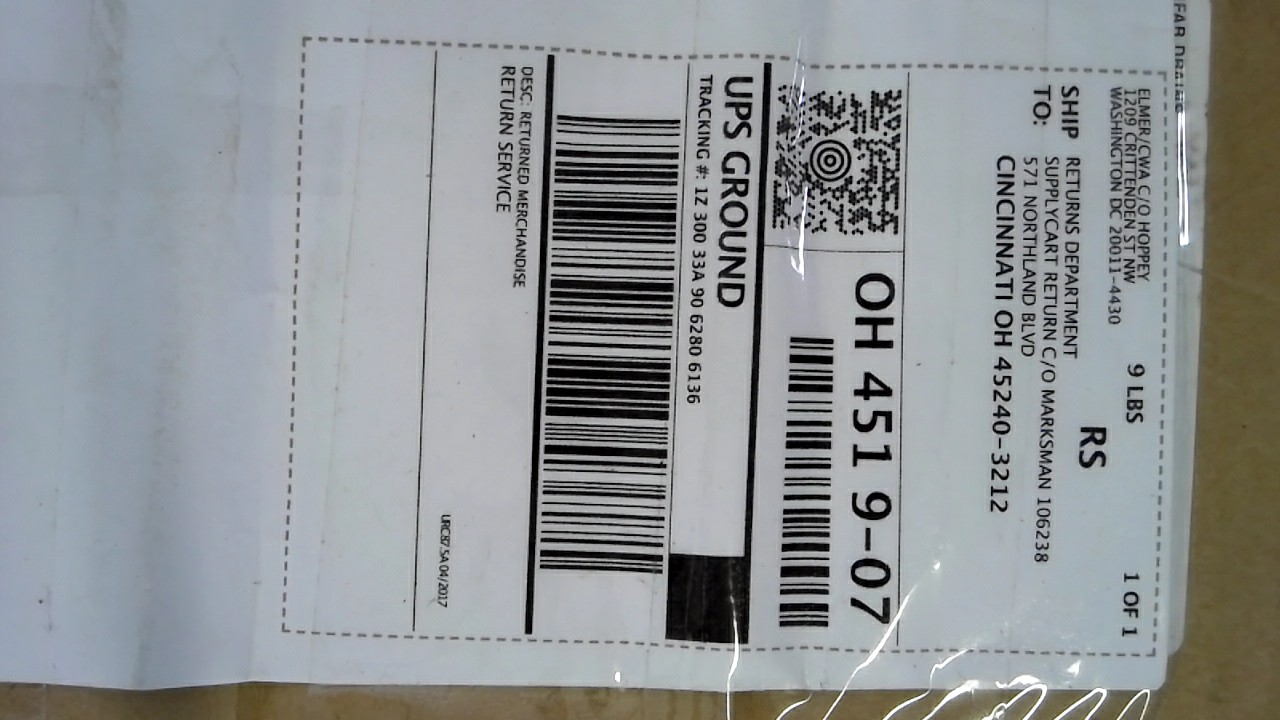 ELMER/CWA C/O HOPPEY
1209 CRITTENDEN ST NW
WASHINGTON DC 20011-4430
9 LBS
1 OF 1
RS
SHIP TO:
RETURNS DEPARTMENT
SUPPLYCART RETURN C/O MARKSMAN 106238
571 NORTHLAND BLVD
CINCINNATI OH 45240-3212
OH 451 9-07
UPS GROUND
TRACKING #: 1Z 300 33A 90 6280 6136
DESC: RETURNED MERCHANDISE
RETURN SERVICE
URC87.5A 04/2017